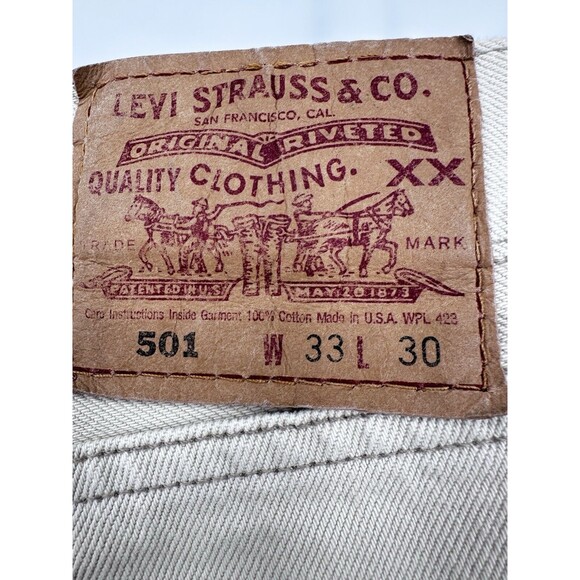 LEVI STRAUSS & CO.
SAN FRANCISCO, CAL.
ORIGINAL RIVETED
QUALITY CLOTHING. XX
TRADE MARK
PATENTED IN U.S. MAY 20 1873
Care Instructions Inside Garment 100% Cotton Made in U.S.A. WPL 423
501 W 33 L 30